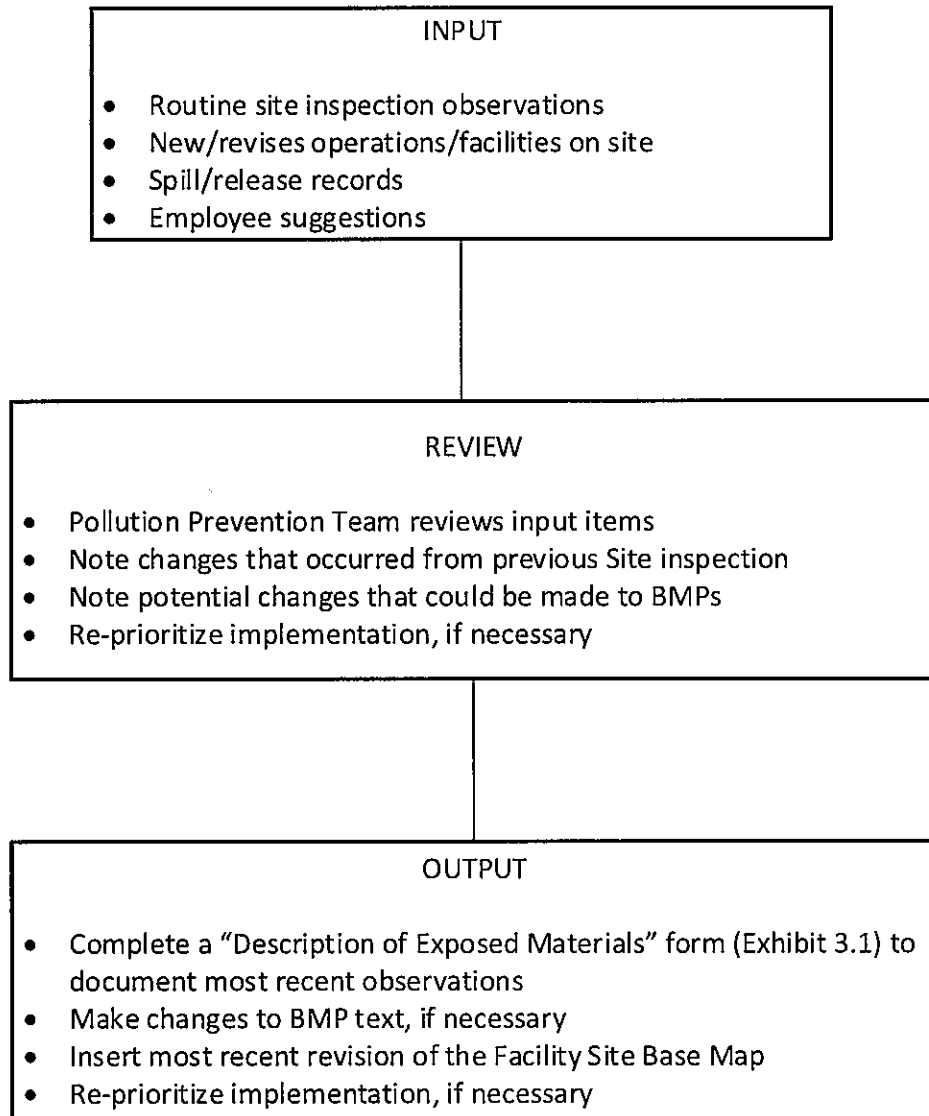 INPUT
• Routine site inspection observations
• New/revises operations/facilities on site
• Spill/release records
• Employee suggestions
REVIEW
• Pollution Prevention Team reviews input items
• Note changes that occurred from previous Site inspection
• Note potential changes that could be made to BMPs
• Re-prioritize implementation, if necessary
OUTPUT
• Complete a “Description of Exposed Materials” form (Exhibit 3.1) to
document most recent observations
• Make changes to BMP text, if necessary
• Insert most recent revision of the Facility Site Base Map
• Re-prioritize implementation, if necessary